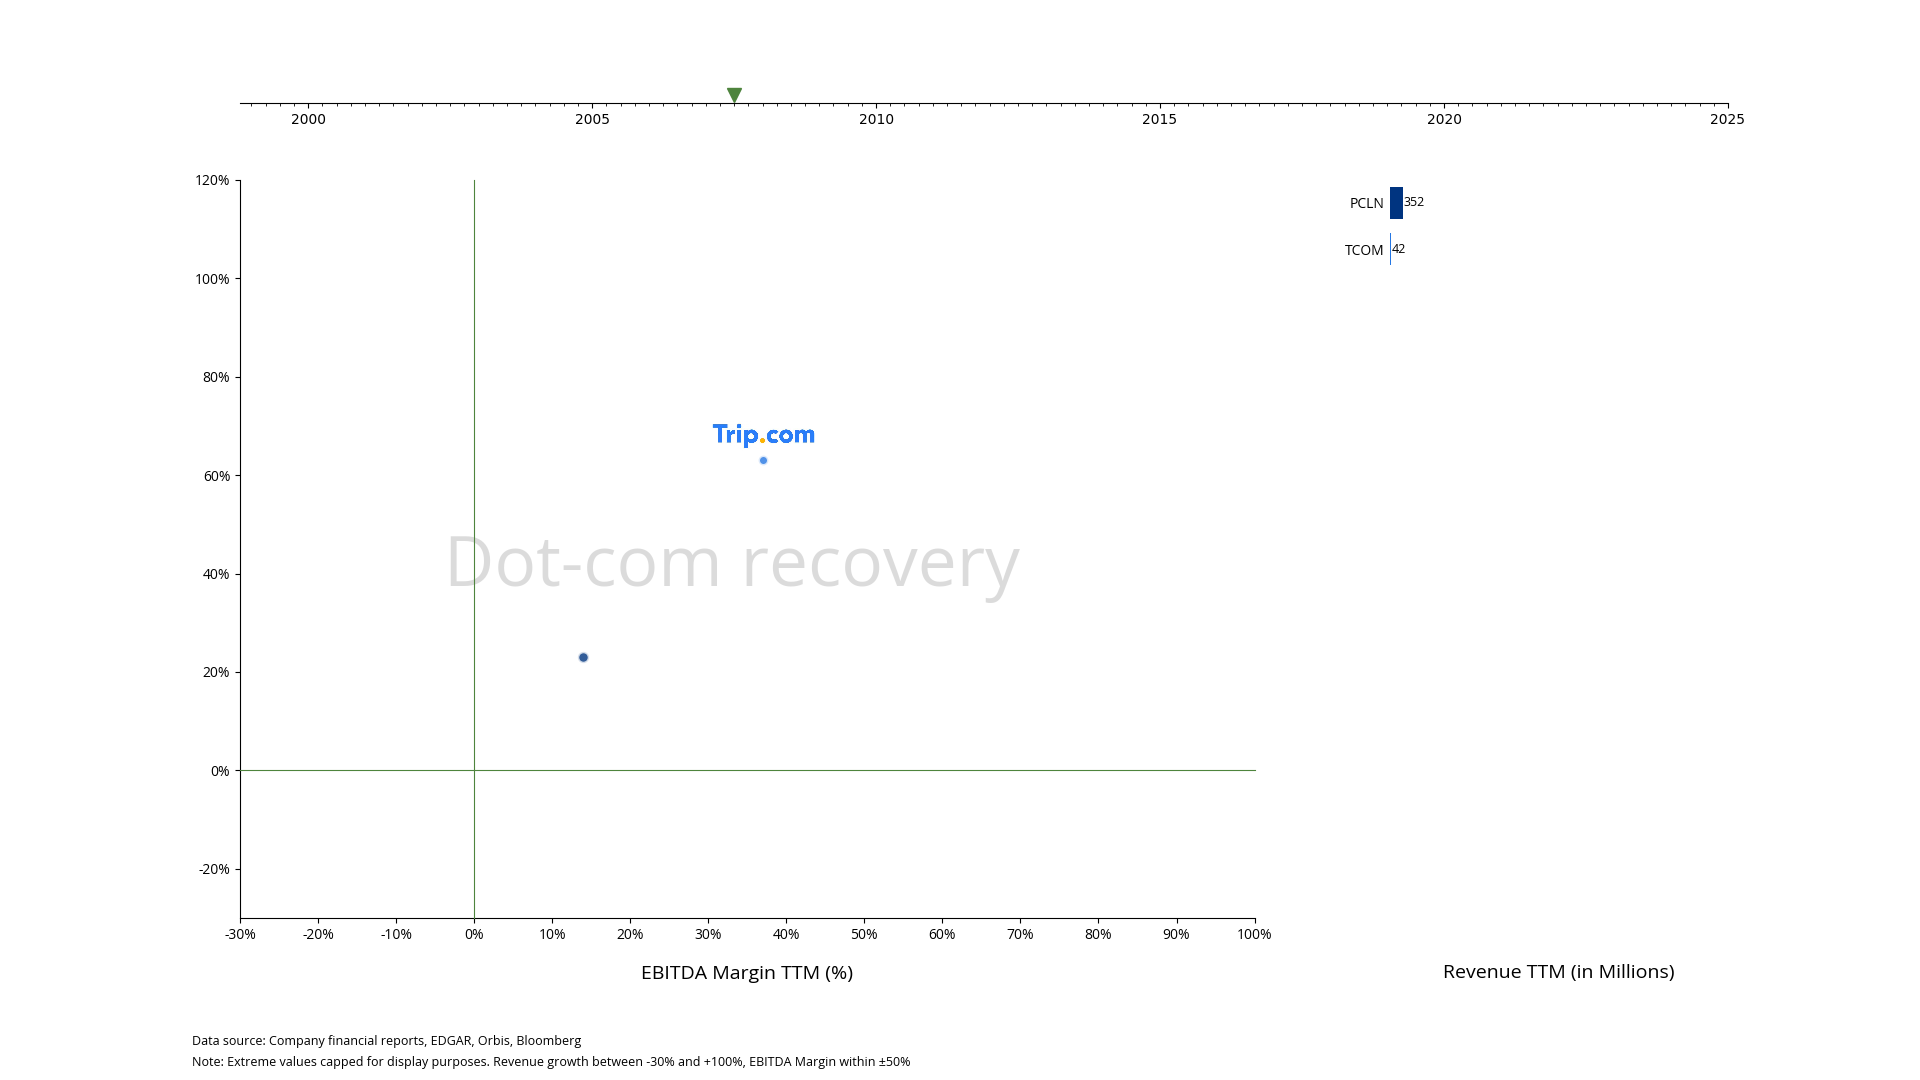 2000 2005 2010 2015 2020 2025
120%
100%
80%
60%
40%
20%
0%
-20%
Trip.com
Dot-com recovery
-30% -20% -10% 0% 10% 20% 30% 40% 50% 60% 70% 80% 90% 100%
EBITDA Margin TTM (%)
PCLN 352
TCOM 42
Revenue TTM (in Millions)
Data source: Company financial reports, EDGAR, Orbis, Bloomberg
Note: Extreme values capped for display purposes. Revenue growth between -30% and +100%, EBITDA Margin within ±50%